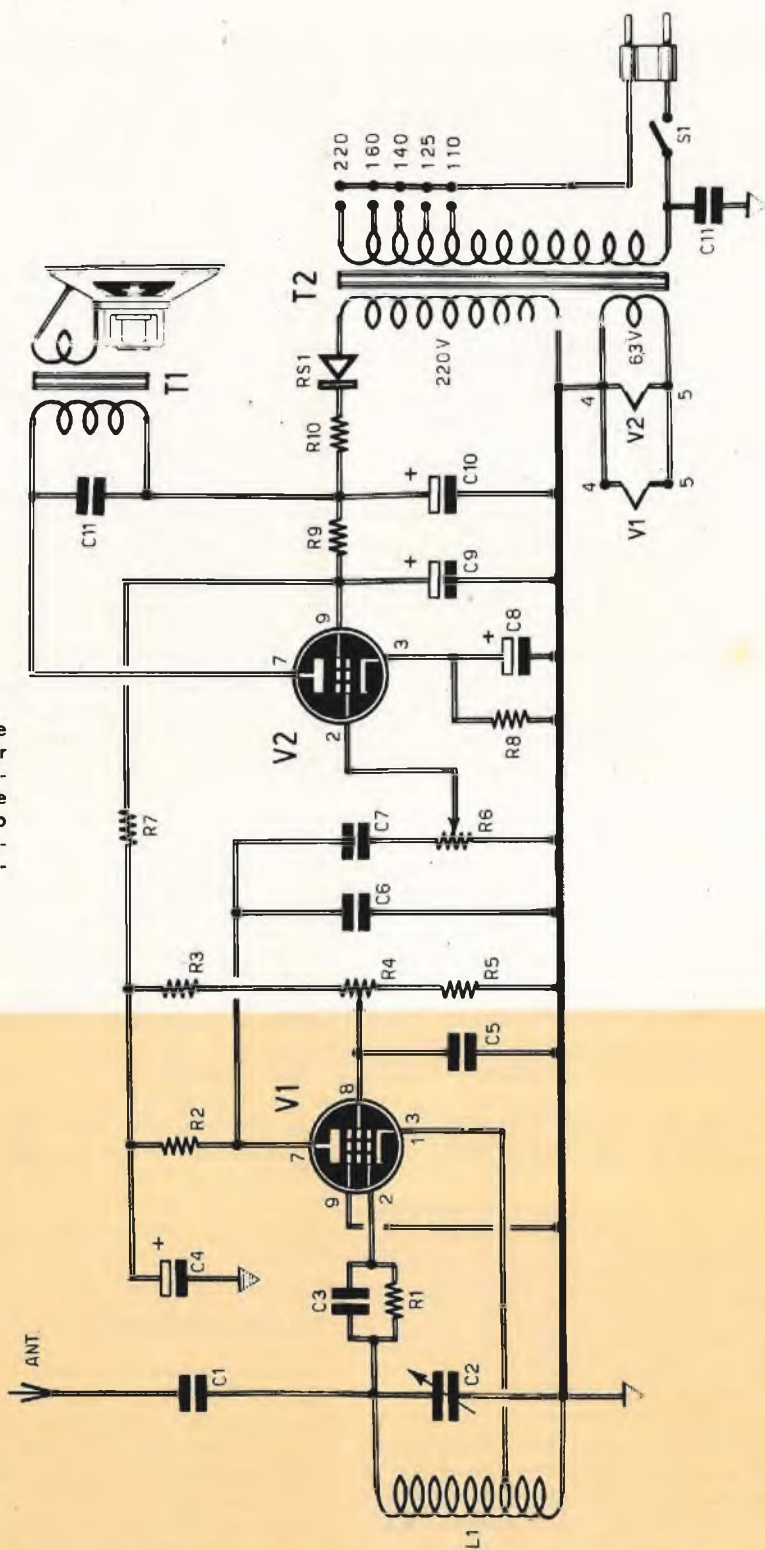 ANT.
C1
C2
L1
C3
R1
C4
+
R2
V1
7
9
2
8
3
1
C5
R3
R4
R5
C6
C7
R6
R7
V2
7
2
9
3
R8
C8
+
C9
+
R9
C10
+
R10
RS1
C11
T1
T2
220V
6,3V
220
160
140
125
110
S1
C11
4
V1
5
4
V2
5